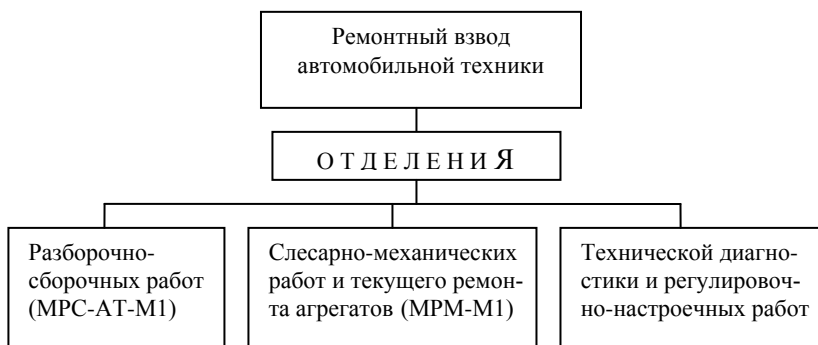 Ремонтный взвод
автомобильной техники
О Т Д Е Л Е Н И Я
Разборочно-
сборочных работ
(МРС-АТ-М1)
Слесарно-механических
работ и текущего ремон-
та агрегатов (МРМ-М1)
Технической диагно-
стики и регулировоч-
но-настроечных работ